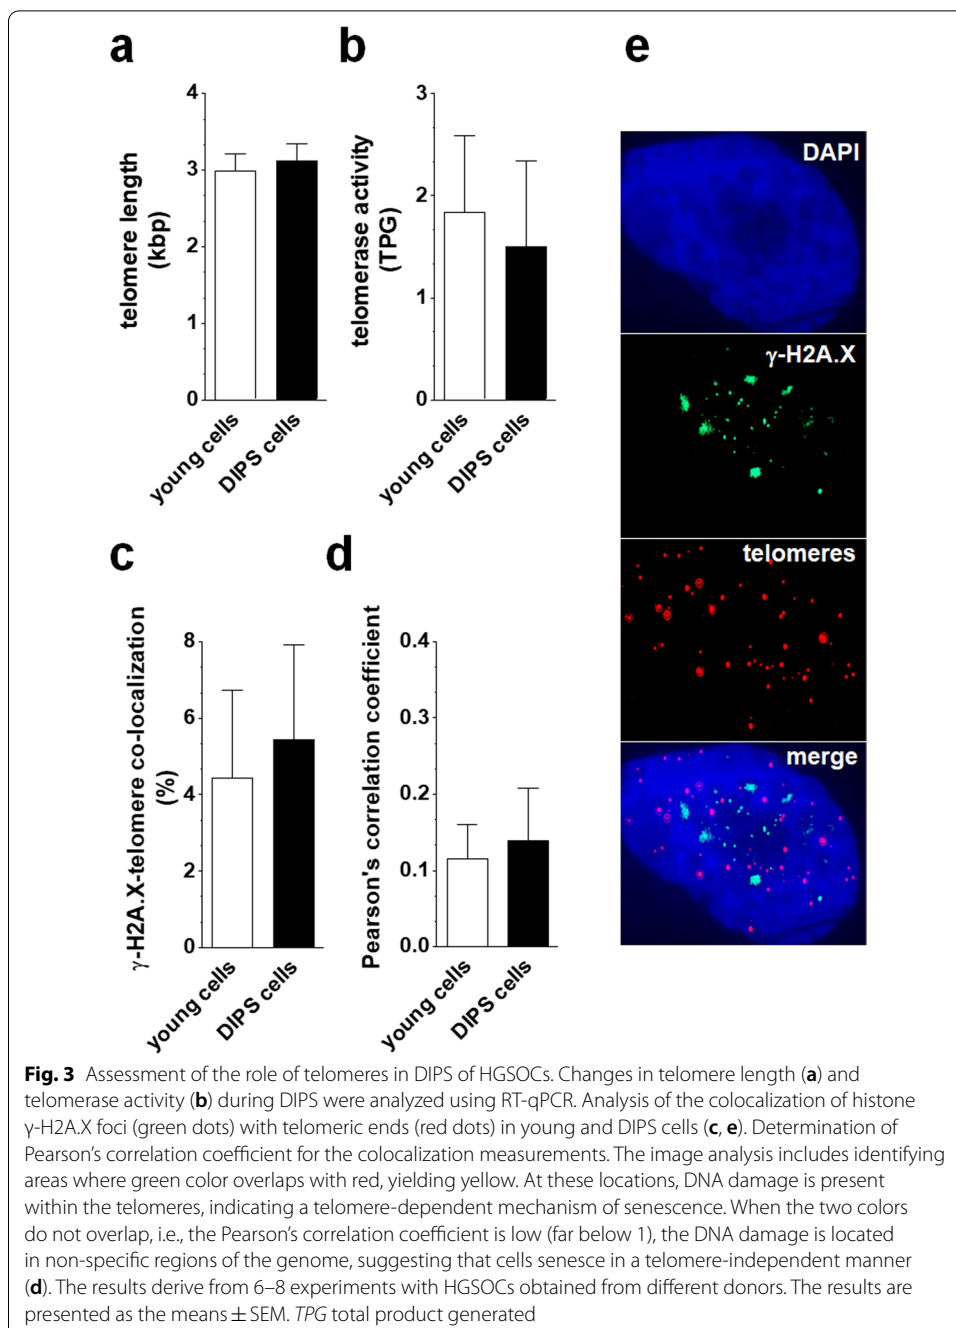 a
telomere length
(kbp)
4
3
2
1
0
young cells
DIPS cells
b
telomerase activity
(TPG)
3
2
1
0
young cells
DIPS cells
c
γ-H2A.X-telomere co-localization
(%)
8
6
4
2
0
young cells
DIPS cells
d
Pearson's correlation coefficient
0.4
0.3
0.2
0.1
0.0
young cells
DIPS cells
e
DAPI
γ-H2A.X
telomeres
merge
Fig. 3 Assessment of the role of telomeres in DIPS of HGSOCs. Changes in telomere length (a) and
telomerase activity (b) during DIPS were analyzed using RT-qPCR. Analysis of the colocalization of histone
γ-H2A.X foci (green dots) with telomeric ends (red dots) in young and DIPS cells (c, e). Determination of
Pearson's correlation coefficient for the colocalization measurements. The image analysis includes identifying
areas where green color overlaps with red, yielding yellow. At these locations, DNA damage is present
within the telomeres, indicating a telomere-dependent mechanism of senescence. When the two colors
do not overlap, i.e., the Pearson's correlation coefficient is low (far below 1), the DNA damage is located
in non-specific regions of the genome, suggesting that cells senesce in a telomere-independent manner
(d). The results derive from 6–8 experiments with HGSOCs obtained from different donors. The results are
presented as the means ± SEM. TPG total product generated